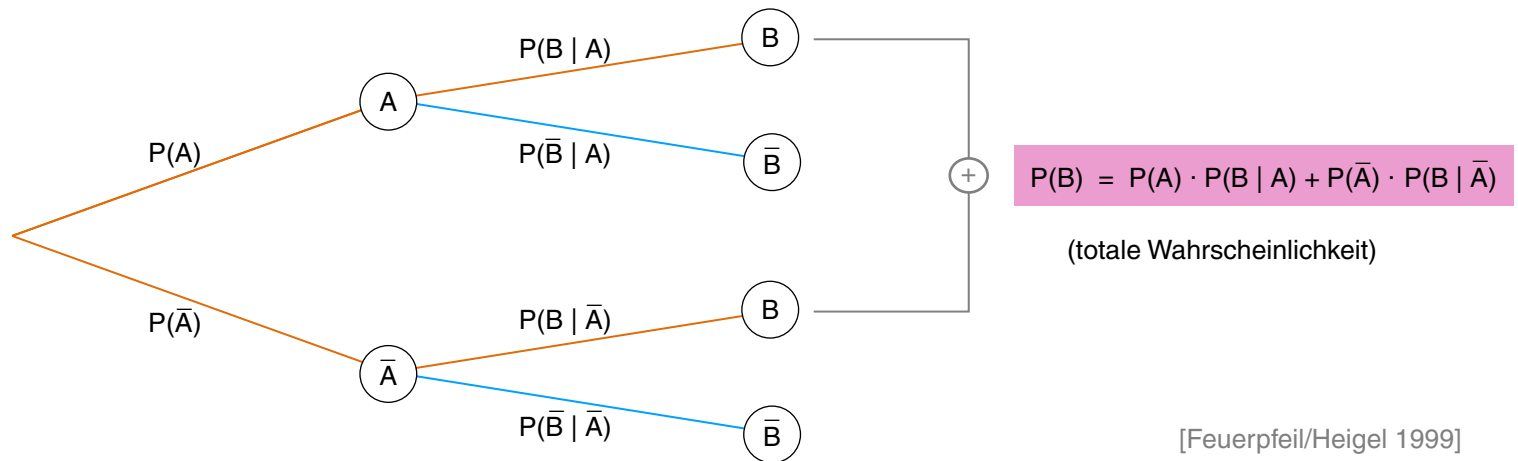 P(B | A)
B
A
P(A)
P(B̅ | A)
B̅
+
P(B) = P(A) · P(B | A) + P(A̅) · P(B | A̅)
(totale Wahrscheinlichkeit)
P(A̅)
P(B | A̅)
B
A̅
P(B̅ | A̅)
B̅
[Feuerpfeil/Heigel 1999]